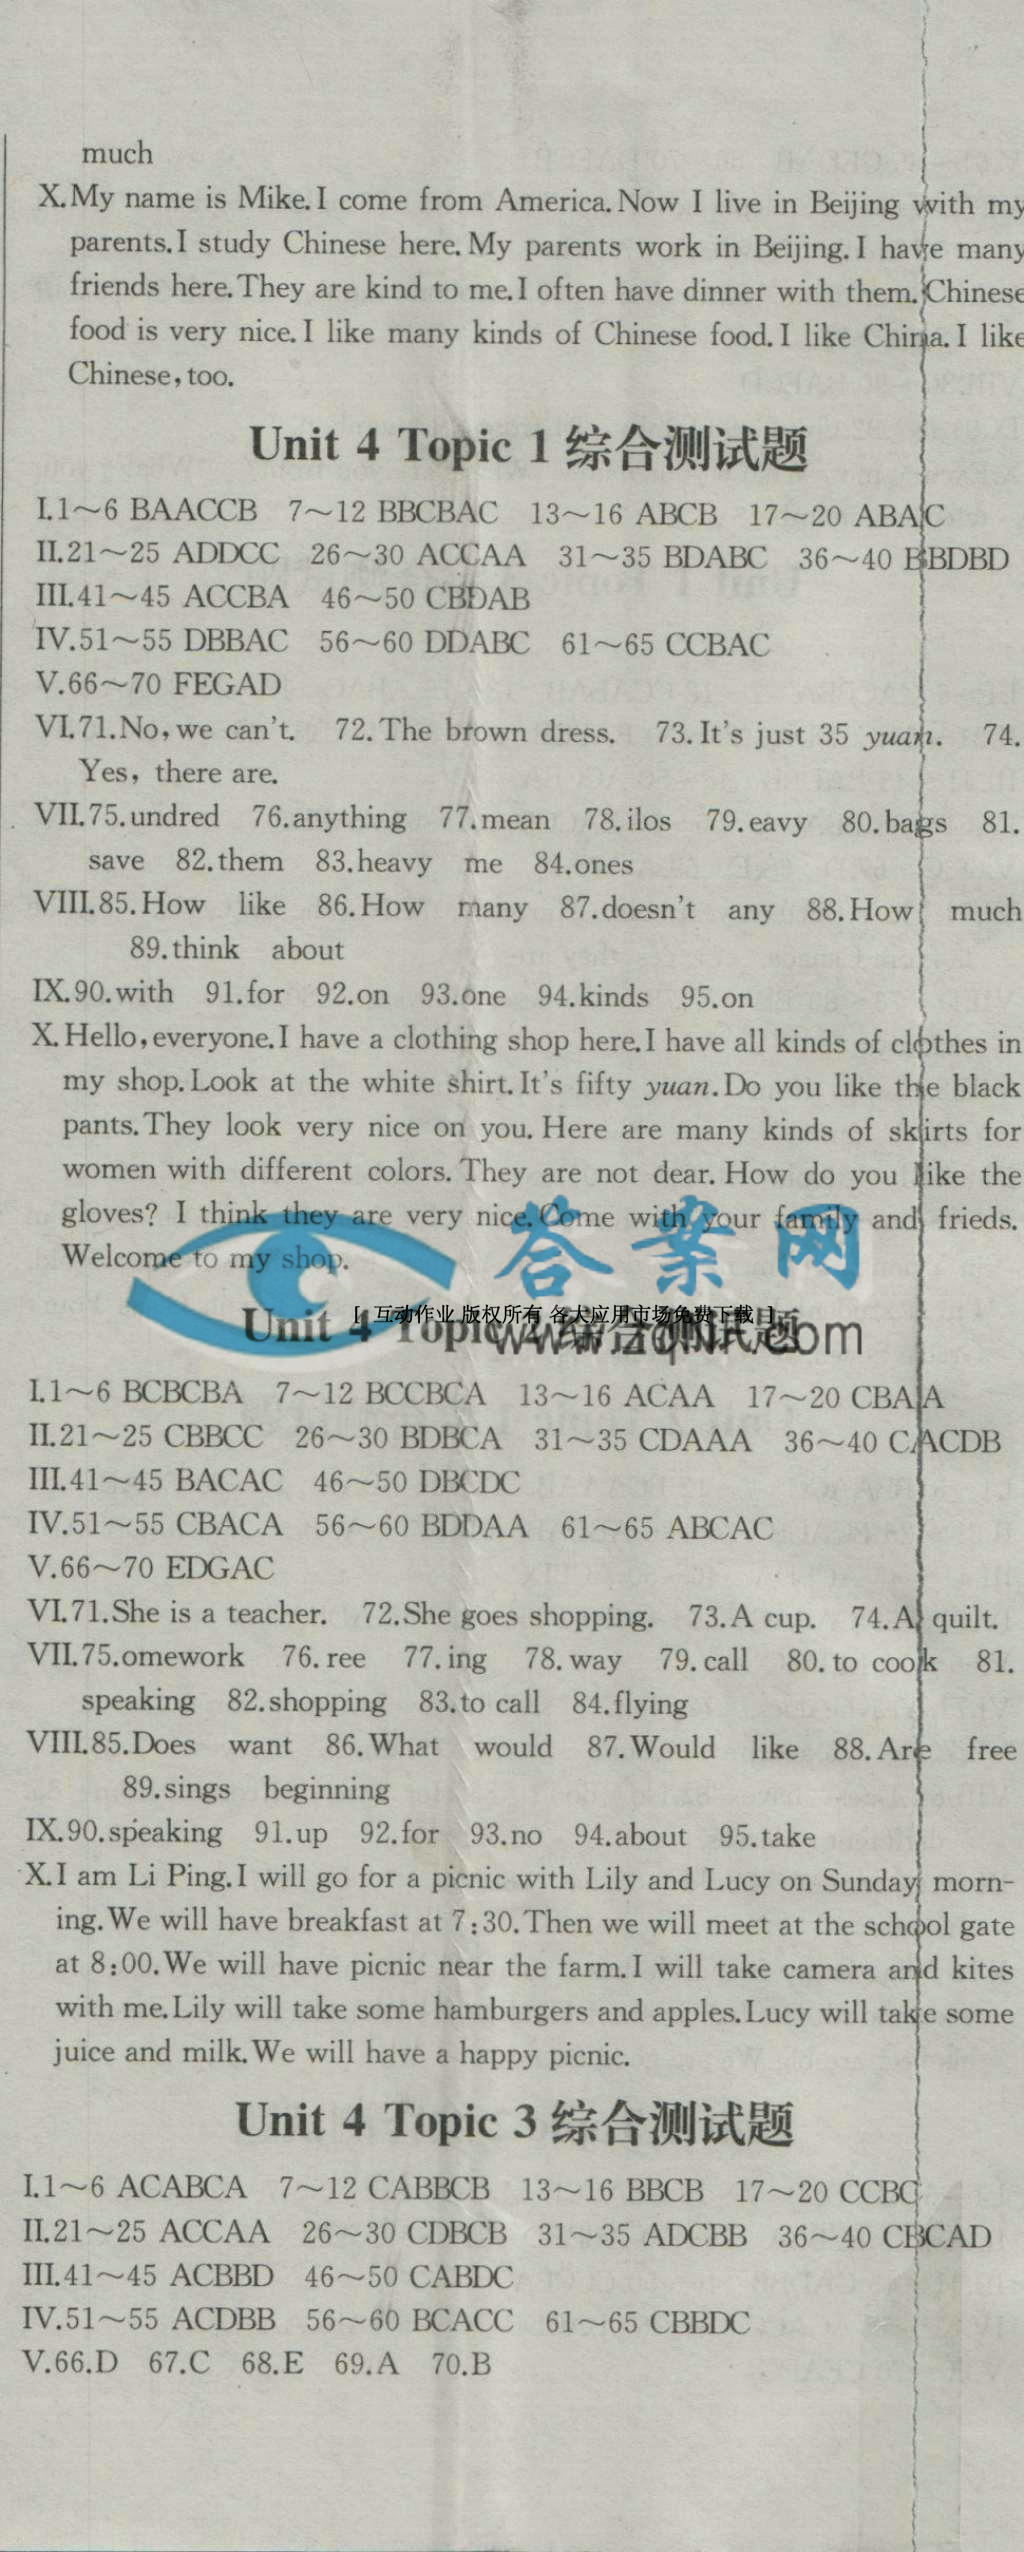 much
X.My name is Mike.I come from America.Now I live in Beijing with my
parents.I study Chinese here.My parents work in Beijing.I have many
friends here.They are kind to me.I often have dinner with them.Chinese
food is very nice.I like many kinds of Chinese food.I like China.I like
Chinese,too.
Unit 4 Topic 1 综合测试题
I.1～6 BAACCB 7～12 BBCBAC 13～16 ABCB 17～20 ABAC
II.21～25 ADDCC 26～30 ACCAA 31～35 BDABC 36～40 BBDBD
III.41～45 ACCBA 46～50 CBDAB
IV.51～55 DBBAC 56～60 DDABC 61～65 CCBAC
V.66～70 FEGAD
VI.71.No,we can't. 72.The brown dress. 73.It's just 35 yuan. 74.
Yes, there are.
VII.75.undred 76.anything 77.mean 78.ilos 79.eavy 80.bags 81.
save 82.them 83.heavy me 84.ones
VIII.85.How like 86.How many 87.doesn't any 88.How much
89.think about
IX.90.with 91.for 92.on 93.one 94.kinds 95.on
X.Hello,everyone.I have a clothing shop here.I have all kinds of clothes in
my shop.Look at the white shirt.It's fifty yuan.Do you like the black
pants.They look very nice on you.Here are many kinds of skirts for
women with different colors.They are not dear.How do you like the
gloves? I think they are very nice.Come with your family and frieds.
Welcome to my shop.
答案网
[ 互动作业 版权所有 各大应用市场免费下载 ]
Unit 4 Topic 2 综合测试题
I.1～6 BCBCBA 7～12 BCCBCA 13～16 ACAA 17～20 CBAA
II.21～25 CBBCC 26～30 BDBCA 31～35 CDAAA 36～40 CACDB
III.41～45 BACAC 46～50 DBCDC
IV.51～55 CBACA 56～60 BDDAA 61～65 ABCAC
V.66～70 EDGAC
VI.71.She is a teacher. 72.She goes shopping. 73.A cup. 74.A quilt.
VII.75.omework 76.ree 77.ing 78.way 79.call 80.to cook 81.
speaking 82.shopping 83.to call 84.flying
VIII.85.Does want 86.What would 87.Would like 88.Are free
89.sings beginning
IX.90.speaking 91.up 92.for 93.no 94.about 95.take
X.I am Li Ping.I will go for a picnic with Lily and Lucy on Sunday morn-
ing.We will have breakfast at 7:30.Then we will meet at the school gate
at 8:00.We will have picnic near the farm.I will take camera and kites
with me.Lily will take some hamburgers and apples.Lucy will take some
juice and milk.We will have a happy picnic.
Unit 4 Topic 3 综合测试题
I.1～6 ACABCA 7～12 CABBCB 13～16 BBCB 17～20 CCBC
II.21～25 ACCAA 26～30 CDBCB 31～35 ADCBB 36～40 CBCAD
III.41～45 ACBBD 46～50 CABDC
IV.51～55 ACDBB 56～60 BCACC 61～65 CBBDC
V.66.D 67.C 68.E 69.A 70.B